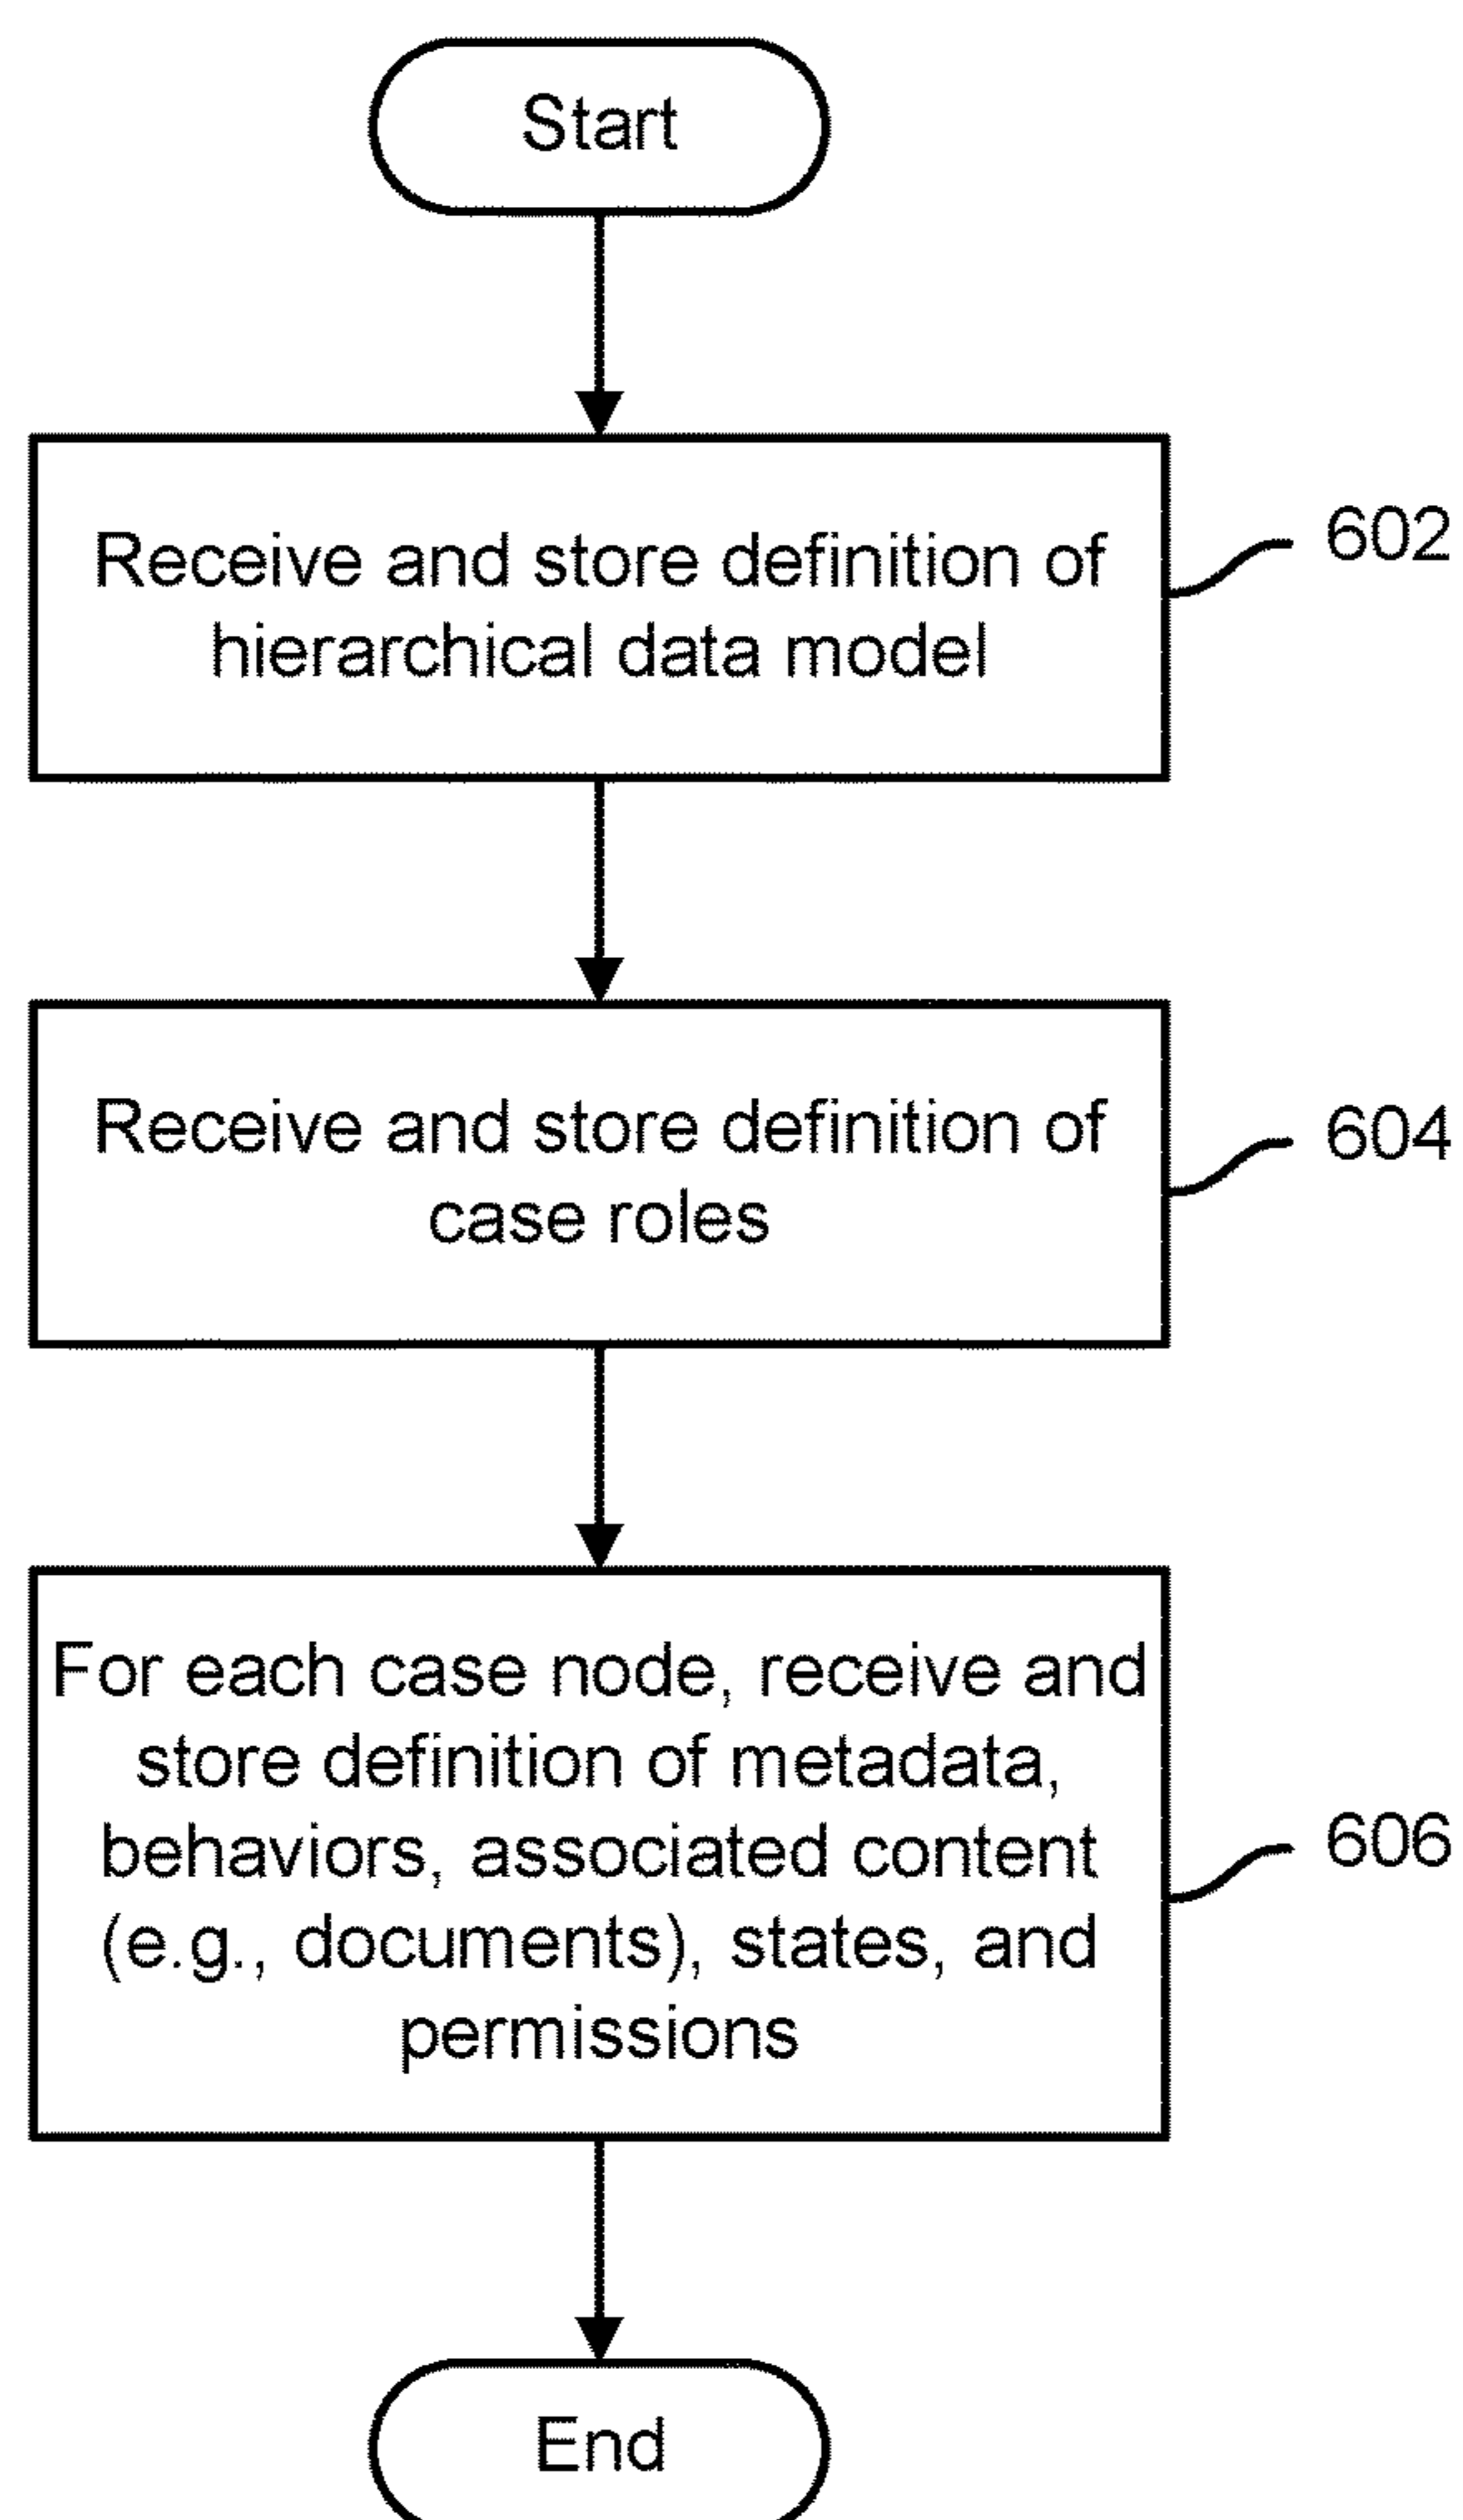 Start
Receive and store definition of
hierarchical data model
602
Receive and store definition of
case roles
604
For each case node, receive and
store definition of metadata,
behaviors, associated content
(e.g., documents), states, and
permissions
606
End